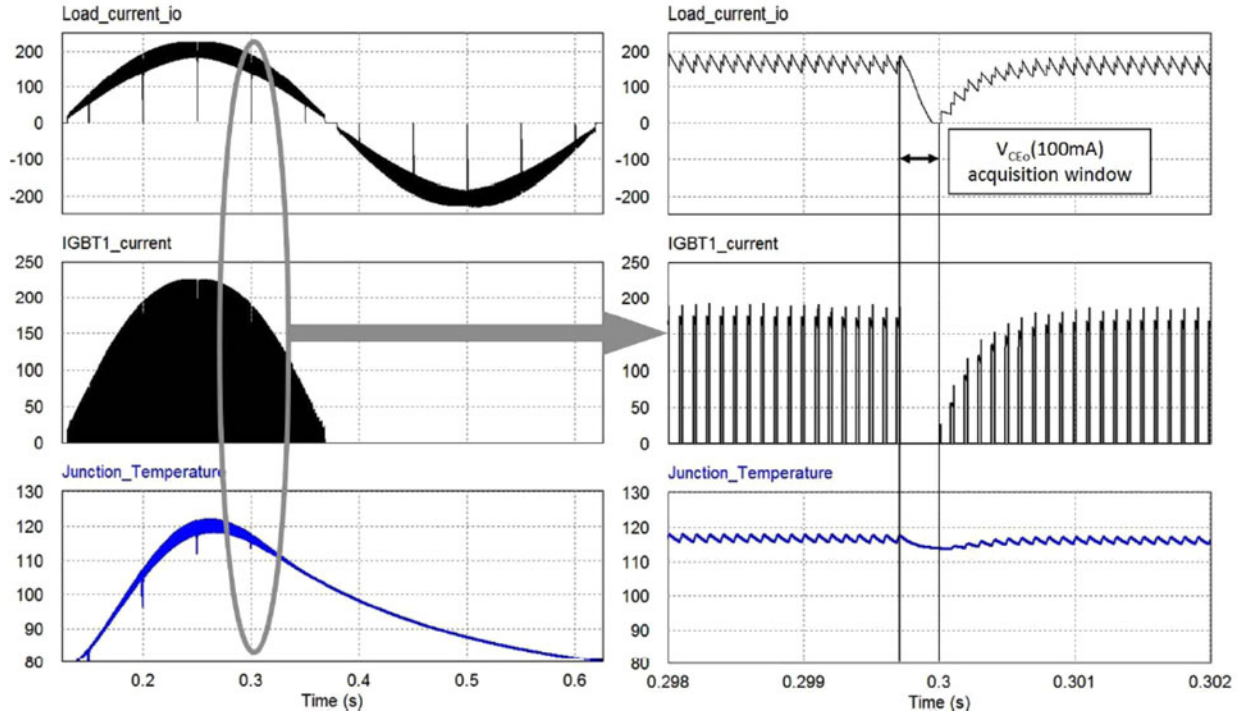 Load_current_io
200
100
0
-100
-200
IGBT1_current
250
200
150
100
50
0
Junction_Temperature
130
120
110
100
90
80
0.2 0.3 0.4 0.5 0.6
Time (s)
Load_current_io
200
100
0
-100
-200
V_CEo(100mA)
acquisition window
IGBT1_current
250
200
150
100
50
0
Junction_Temperature
130
120
110
100
90
80
0.298 0.299 0.3 0.301 0.302
Time (s)